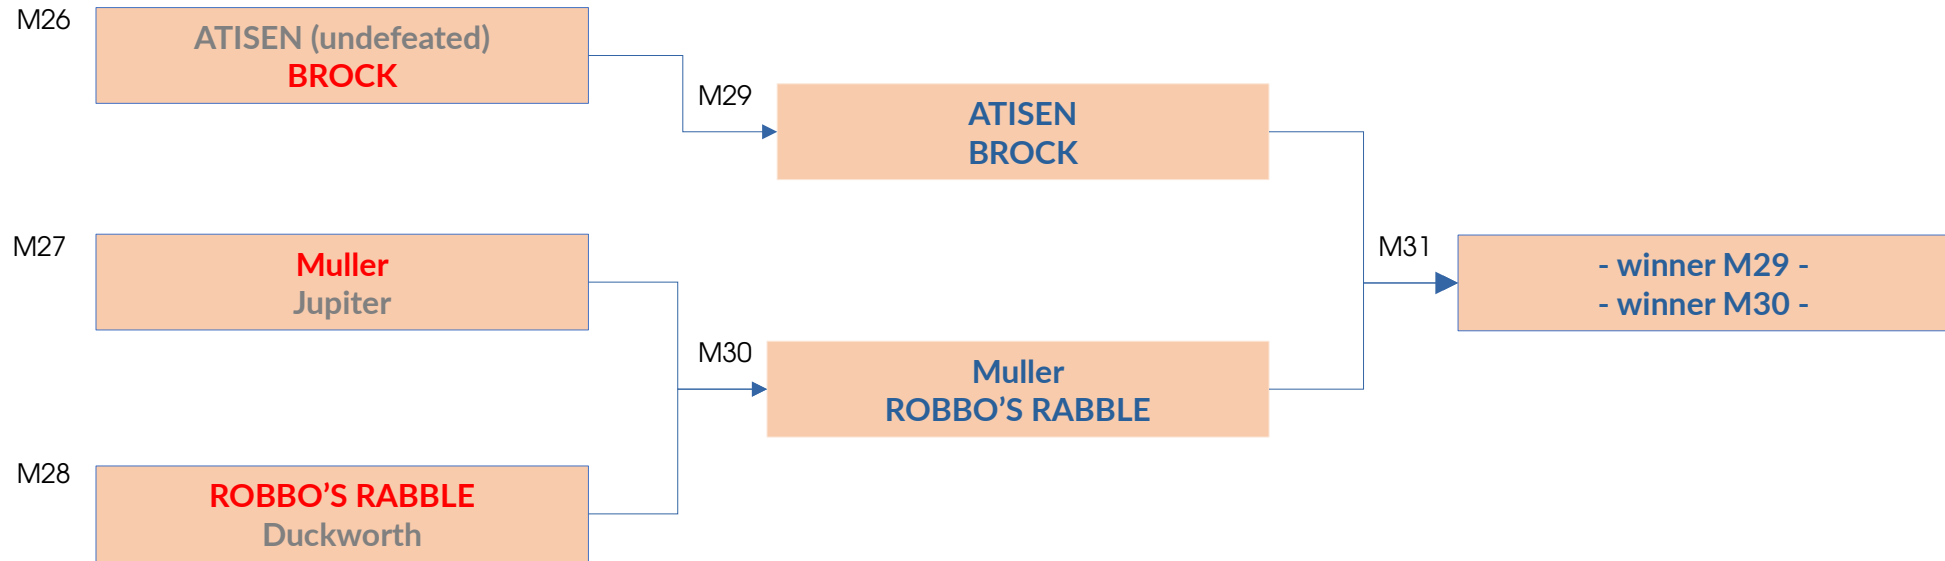 M26
ATISEN (undefeated)
BROCK
M29
ATISEN
BROCK
M27
Muller
Jupiter
M31
- winner M29 -
- winner M30 -
M30
Muller
ROBBO’S RABBLE
M28
ROBBO’S RABBLE
Duckworth